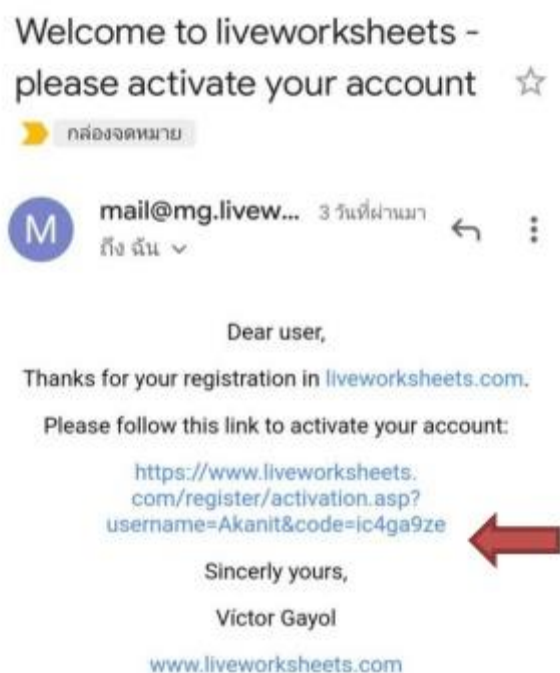 Welcome to liveworksheets -
please activate your account
กล่องจดหมาย
M
mail@mg.livew... 3 วันที่ผ่านมา
ถึง ฉัน
Dear user,
Thanks for your registration in liveworksheets.com.
Please follow this link to activate your account:
https://www.liveworksheets.
com/register/activation.asp?
username=Akanit&code=ic4ga9ze
Sincerly yours,
Víctor Gayol
www.liveworksheets.com